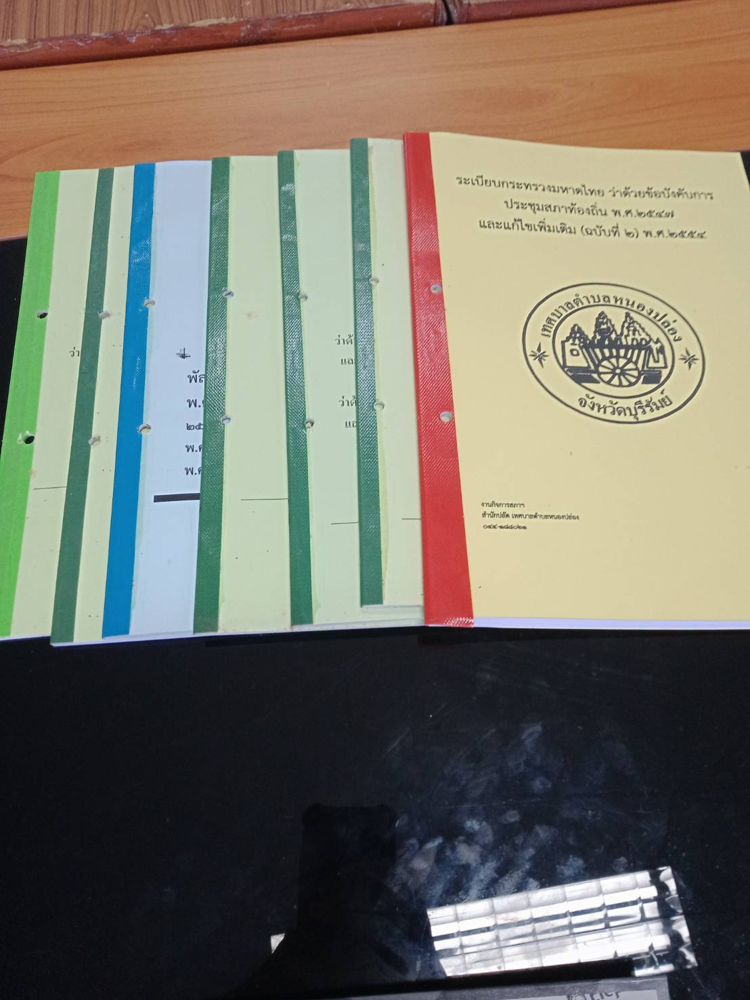 ระเบียบกระทรวงมหาดไทย ว่าด้วยข้อบังคับการ
ประชุมสภาท้องถิ่น พ.ศ.๒๕๔๗
และแก้ไขเพิ่มเติม (ฉบับที่ ๒) พ.ศ.๒๕๕๔
เทศบาลตำบลหนองปล่อง
จังหวัดบุรีรัมย์
งานกิจการสภาฯ
สำนักปลัด เทศบาลตำบลหนองปล่อง
๐๔๔-๑๘๘๐๒๑
ว่าด้
และ
ว่าด้
แล
พัส
พ.ศ
๒๕
พ.ศ
พ.ศ
ว่า